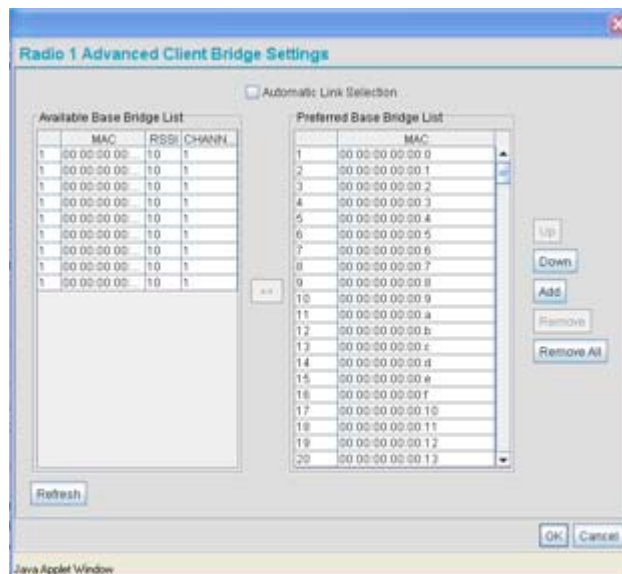 Radio 1 Advanced Client Bridge Settings
Automatic Link Selection
Available Base Bridge List
MAC RSSI CHANN...
1 00:00:00:00:... 10 1
1 00:00:00:00:... 10 1
1 00:00:00:00:... 10 1
1 00:00:00:00:... 10 1
1 00:00:00:00:... 10 1
1 00:00:00:00:... 10 1
1 00:00:00:00:... 10 1
1 00:00:00:00:... 10 1
1 00:00:00:00:... 10 1
Refresh
<<
Preferred Base Bridge List
MAC
1 00:00:00:00:00:0
2 00:00:00:00:00:1
3 00:00:00:00:00:2
4 00:00:00:00:00:3
5 00:00:00:00:00:4
6 00:00:00:00:00:5
7 00:00:00:00:00:6
8 00:00:00:00:00:7
9 00:00:00:00:00:8
10 00:00:00:00:00:9
11 00:00:00:00:00:a
12 00:00:00:00:00:b
13 00:00:00:00:00:c
14 00:00:00:00:00:d
15 00:00:00:00:00:e
16 00:00:00:00:00:f
17 00:00:00:00:00:10
18 00:00:00:00:00:11
19 00:00:00:00:00:12
20 00:00:00:00:00:13
Up
Down
Add
Remove
Remove All
OK Cancel
Java Applet Window